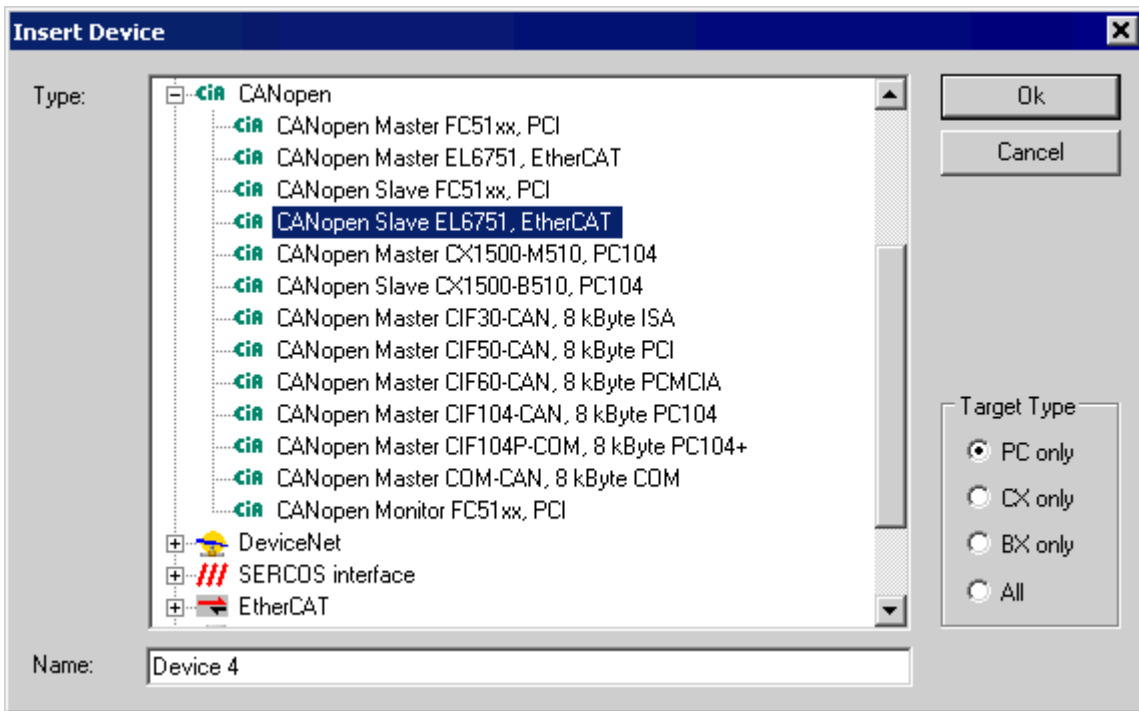 Insert Device
Type:
CiA CANopen
CiA CANopen Master FC51xx, PCI
CiA CANopen Master EL6751, EtherCAT
CiA CANopen Slave FC51xx, PCI
CiA CANopen Slave EL6751, EtherCAT
CiA CANopen Master CX1500-M510, PC104
CiA CANopen Slave CX1500-B510, PC104
CiA CANopen Master CIF30-CAN, 8 kByte ISA
CiA CANopen Master CIF50-CAN, 8 kByte PCI
CiA CANopen Master CIF60-CAN, 8 kByte PCMCIA
CiA CANopen Master CIF104-CAN, 8 kByte PC104
CiA CANopen Master CIF104P-COM, 8 kByte PC104+
CiA CANopen Master COM-CAN, 8 kByte COM
CiA CANopen Monitor FC51xx, PCI
DeviceNet
SERCOS interface
EtherCAT
Ok
Cancel
Target Type
PC only
CX only
BX only
All
Name:
Device 4